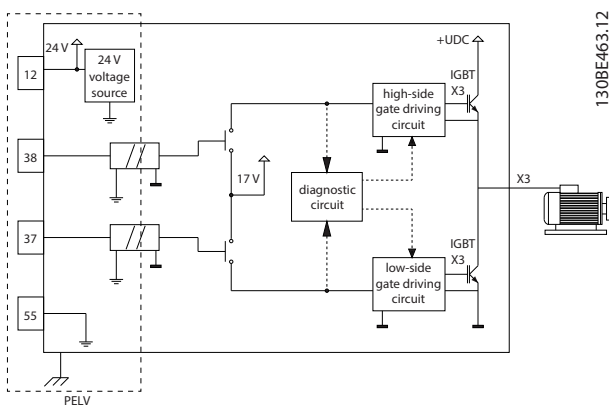 130BE463.12
+UDC
24 V
12
24 V
voltage
source
IGBT
X3
high-side
gate driving
circuit
38
17 V
diagnostic
circuit
X3
37
IGBT
X3
low-side
gate driving
circuit
55
PELV